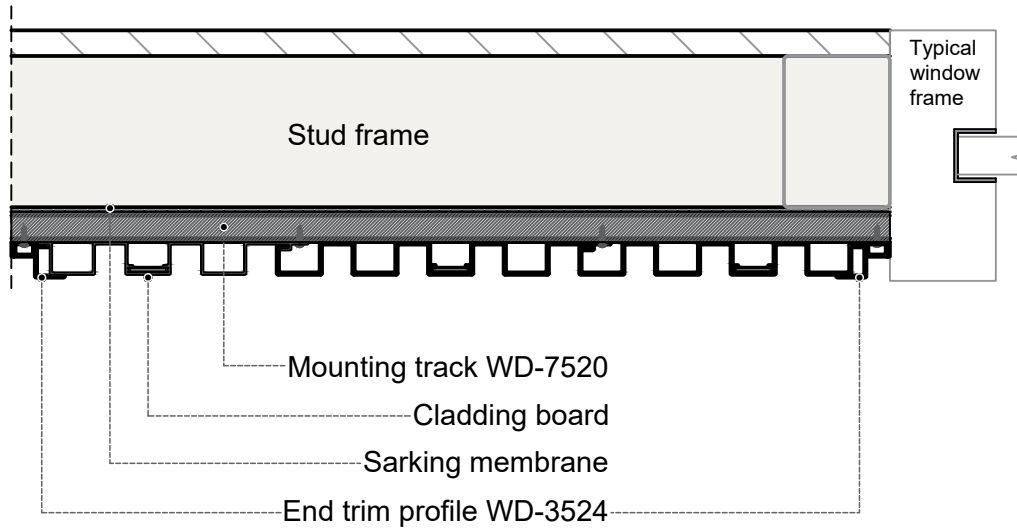 Typical
window
frame
Stud frame
Mounting track WD-7520
Cladding board
Sarking membrane
End trim profile WD-3524